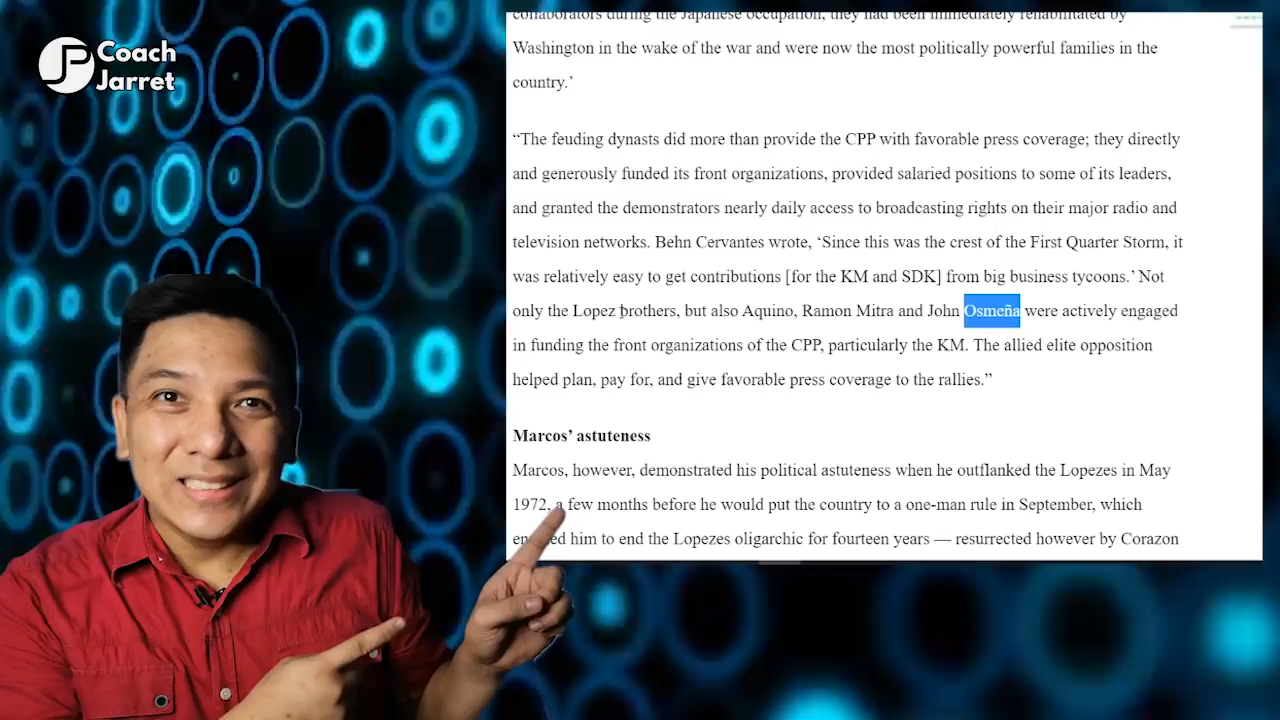 Coach
Jarret
collaborators during the Japanese occupation, they had been immediately rehabilitated by
Washington in the wake of the war and were now the most politically powerful families in the
country.’
“The feuding dynasts did more than provide the CPP with favorable press coverage; they directly
and generously funded its front organizations, provided salaried positions to some of its leaders,
and granted the demonstrators nearly daily access to broadcasting rights on their major radio and
television networks. Behn Cervantes wrote, ‘Since this was the crest of the First Quarter Storm, it
was relatively easy to get contributions [for the KM and SDK] from big business tycoons.’ Not
only the Lopez brothers, but also Aquino, Ramon Mitra and John Osmeña were actively engaged
in funding the front organizations of the CPP, particularly the KM. The allied elite opposition
helped plan, pay for, and give favorable press coverage to the rallies.”
Marcos’ astuteness
Marcos, however, demonstrated his political astuteness when he outflanked the Lopezes in May
1972, a few months before he would put the country to a one-man rule in September, which
him to end the Lopezes oligarchic for fourteen years — resurrected however by Corazon